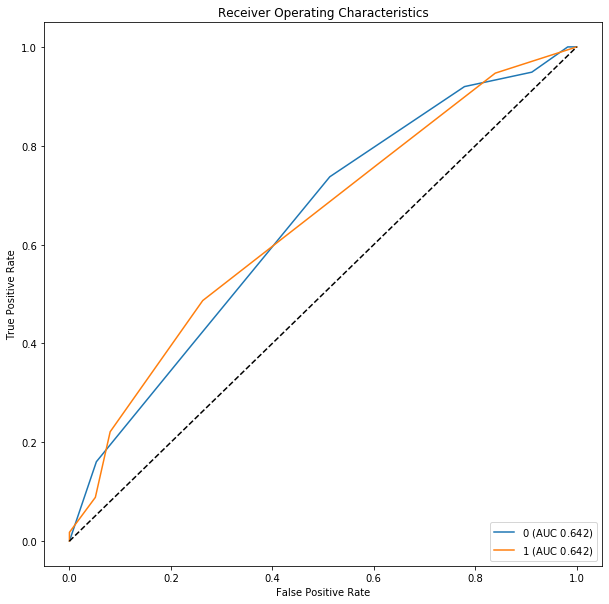 Receiver Operating Characteristics
True Positive Rate
1.0
0.8
0.6
0.4
0.2
0.0
0 (AUC 0.642)
1 (AUC 0.642)
0.0 0.2 0.4 0.6 0.8 1.0
False Positive Rate